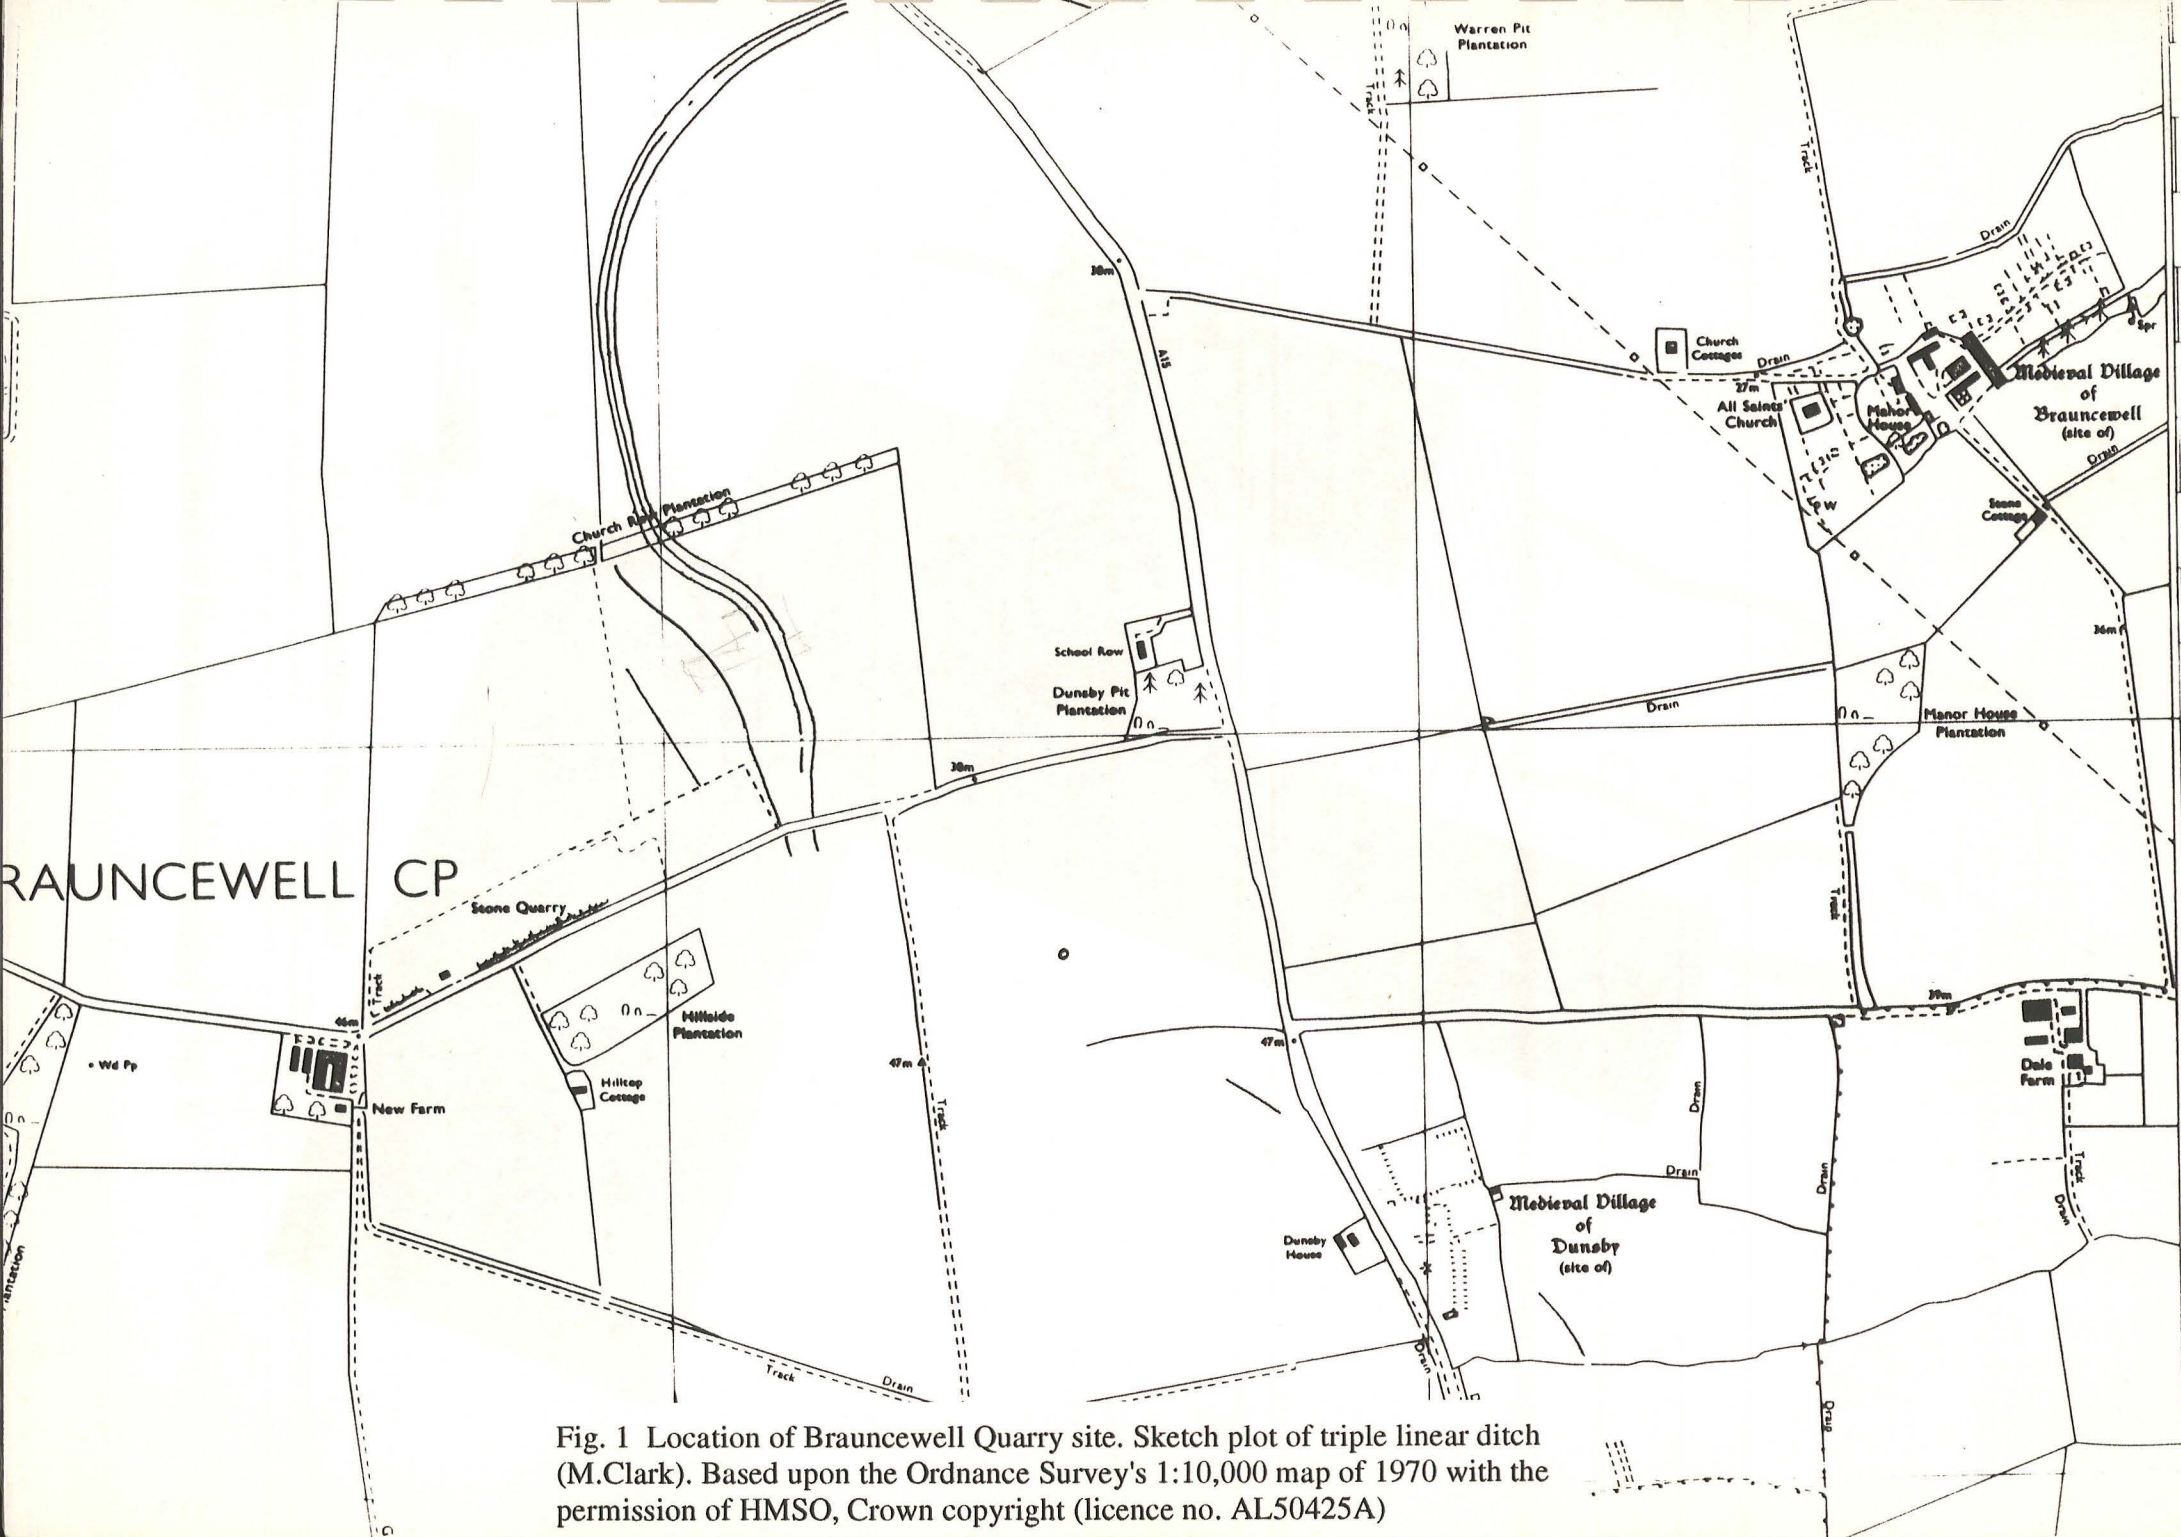 Warren Pit
Plantation
Track
Track
Drain
30m
A15
Church
Cottages
Drain
27m
Spr
Medieval Village
of
Brauncewell
(site of)
All Saints'
Church
Manor
House
Drain
Church Row Plantation
P W
Stone
Cottage
36m
School Row
Dunsby Pit
Plantation
Drain
Manor House
Plantation
38m
RAUNCEWELL CP
Stone Quarry
Track
Track
46m
Hillside
Plantation
39m
Wd Pp
New Farm
Hilltop
Cottage
47m
Track
47m
Drain
Dale
Farm
Drain
Drain
Track
Drain
Medieval Village
of
Dunsby
(site of)
Dunsby
House
lantation
Track
Drain
Drain
Drain
G
Fig. 1 Location of Brauncewell Quarry site. Sketch plot of triple linear ditch
(M.Clark). Based upon the Ordnance Survey's 1:10,000 map of 1970 with the
permission of HMSO, Crown copyright (licence no. AL50425A)